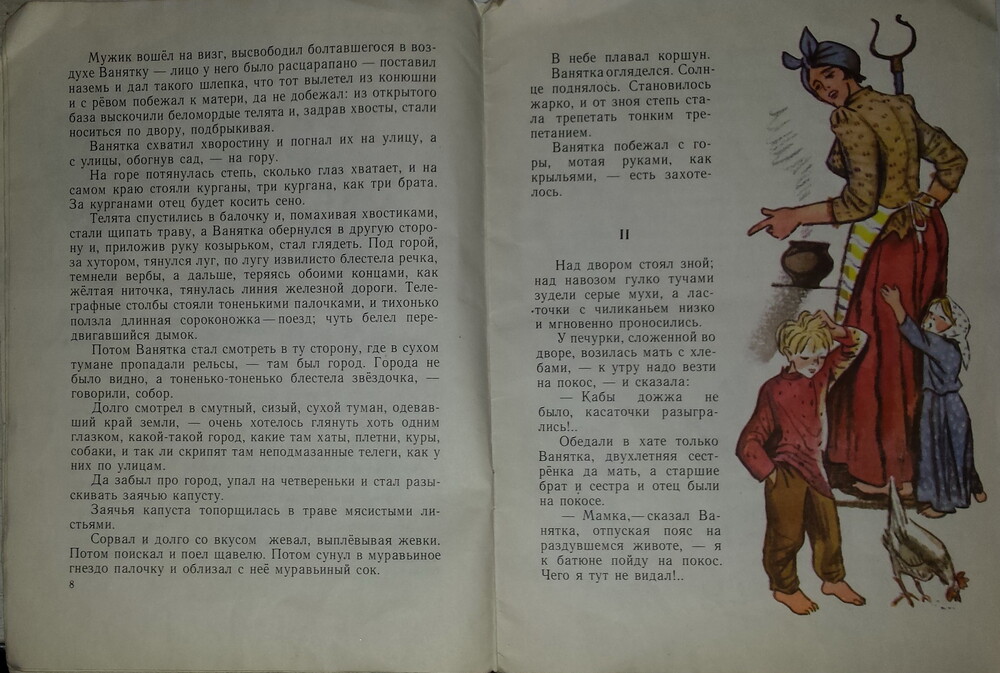 Мужик вошёл на визг, высвободил болтавшегося в воз-
духе Ванятку — лицо у него было расцарапано — поставил
наземь и дал такого шлепка, что тот вылетел из конюшни
и с рёвом побежал к матери, да не добежал: из открытого
база выскочили беломордые телята и, задрав хвосты, стали
носиться по двору, подбрыкивая.
Ванятка схватил хворостину и погнал их на улицу, а
с улицы, обогнув сад, — на гору.
На горе потянулась степь, сколько глаз хватает, и на
самом краю стояли курганы, три кургана, как три брата.
За курганами отец будет косить сено.
Телята спустились в балочку и, помахивая хвостиками,
стали щипать траву, а Ванятка обернулся в другую сторо-
ну и, приложив руку козырьком, стал глядеть. Под горой,
за хутором, тянулся луг, по лугу извилисто блестела речка,
темнели вербы, а дальше, теряясь обоими концами, как
жёлтая ниточка, тянулась линия железной дороги. Теле-
графные столбы стояли тоненькими палочками, и тихонько
ползла длинная сороконожка — поезд; чуть белел пере-
двигавшийся дымок.
Потом Ванятка стал смотреть в ту сторону, где в сухом
тумане пропадали рельсы, — там был город. Города не
было видно, а тоненько-тоненько блестела звёздочка, —
говорили, собор.
Долго смотрел в смутный, сизый, сухой туман, одевав-
ший край земли, — очень хотелось глянуть хоть одним
глазком, какой-такой город, какие там хаты, плетни, куры,
собаки, и так ли скрипят там неподмазанные телеги, как у
них по улицам.
Да забыл про город, упал на четвереньки и стал разы-
скивать заячью капусту.
Заячья капуста топорщилась в траве мясистыми ли-
стьями.
Сорвал и долго со вкусом жевал, выплёвывая жевки.
Потом поискал и поел щавелю. Потом сунул в муравьиное
гнездо палочку и облизал с неё муравьиный сок.
8
В небе плавал коршун.
Ванятка огляделся. Солн-
це поднялось. Становилось
жарко, и от зноя степь ста-
ла трепетать тонким тре-
петанием.
Ванятка побежал с го-
ры, мотая руками, как
крыльями, — есть захоте-
лось.
II
Над двором стоял зной;
над навозом гулко тучами
зудели серые мухи, а лас-
точки с чиликаньем низко
и мгновенно проносились.
У печурки, сложенной во
дворе, возилась мать с хле-
бами, — к утру надо везти
на покос, — и сказала:
— Кабы дожжа не
было, касаточки разыгра-
лись!..
Обедали в хате только
Ванятка, двухлетняя сест-
рёнка да мать, а старшие
брат и сестра и отец были
на покосе.
— Мамка,— сказал Ва-
нятка, отпуская пояс на
раздувшемся животе, — я
к батюне пойду на покос.
Чего я тут не видал!..